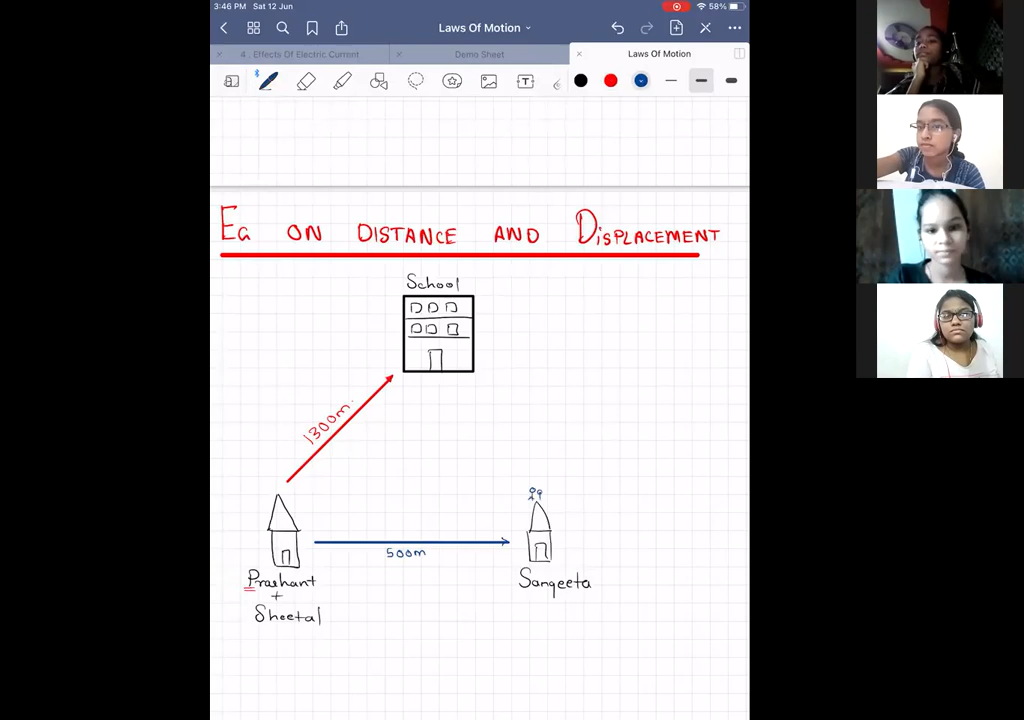 3:46 PM Sat 12 Jun
58%
Laws Of Motion
4. Effects Of Electric Current
Demo Sheet
Laws Of Motion
T
Eg ON DISTANCE AND DISPLACEMENT
School
1300m.
500m
Prashant
+
Sheetal
Sangeeta